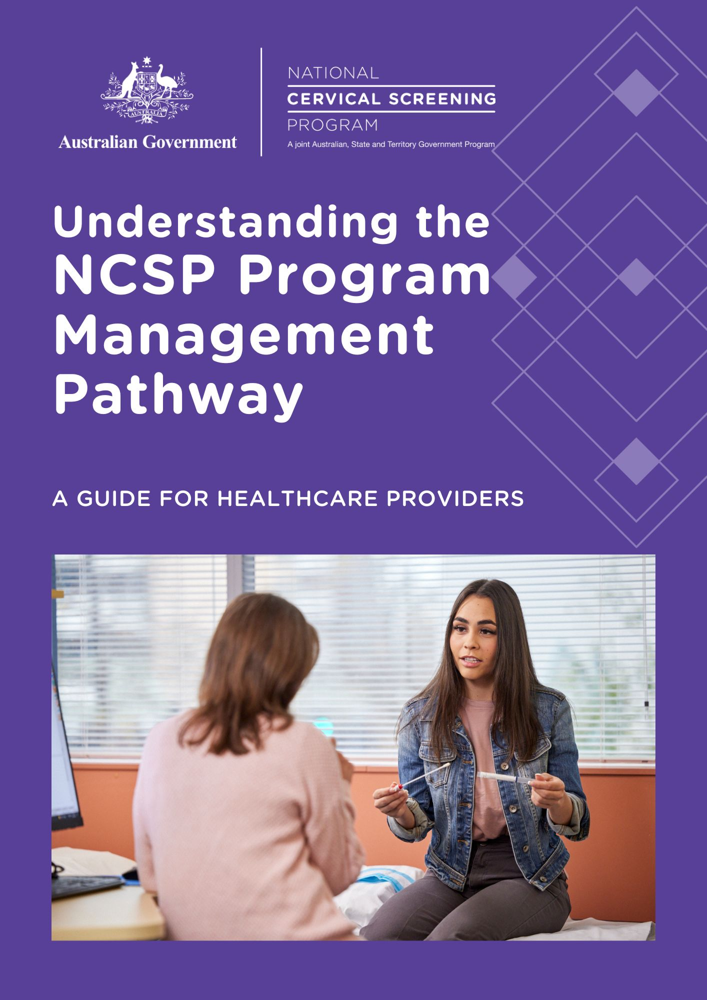 AUSTRALIA
Australian Government
NATIONAL
CERVICAL SCREENING
PROGRAM
A joint Australian, State and Territory Government Program
Understanding the
NCSP Program
Management
Pathway
A GUIDE FOR HEALTHCARE PROVIDERS